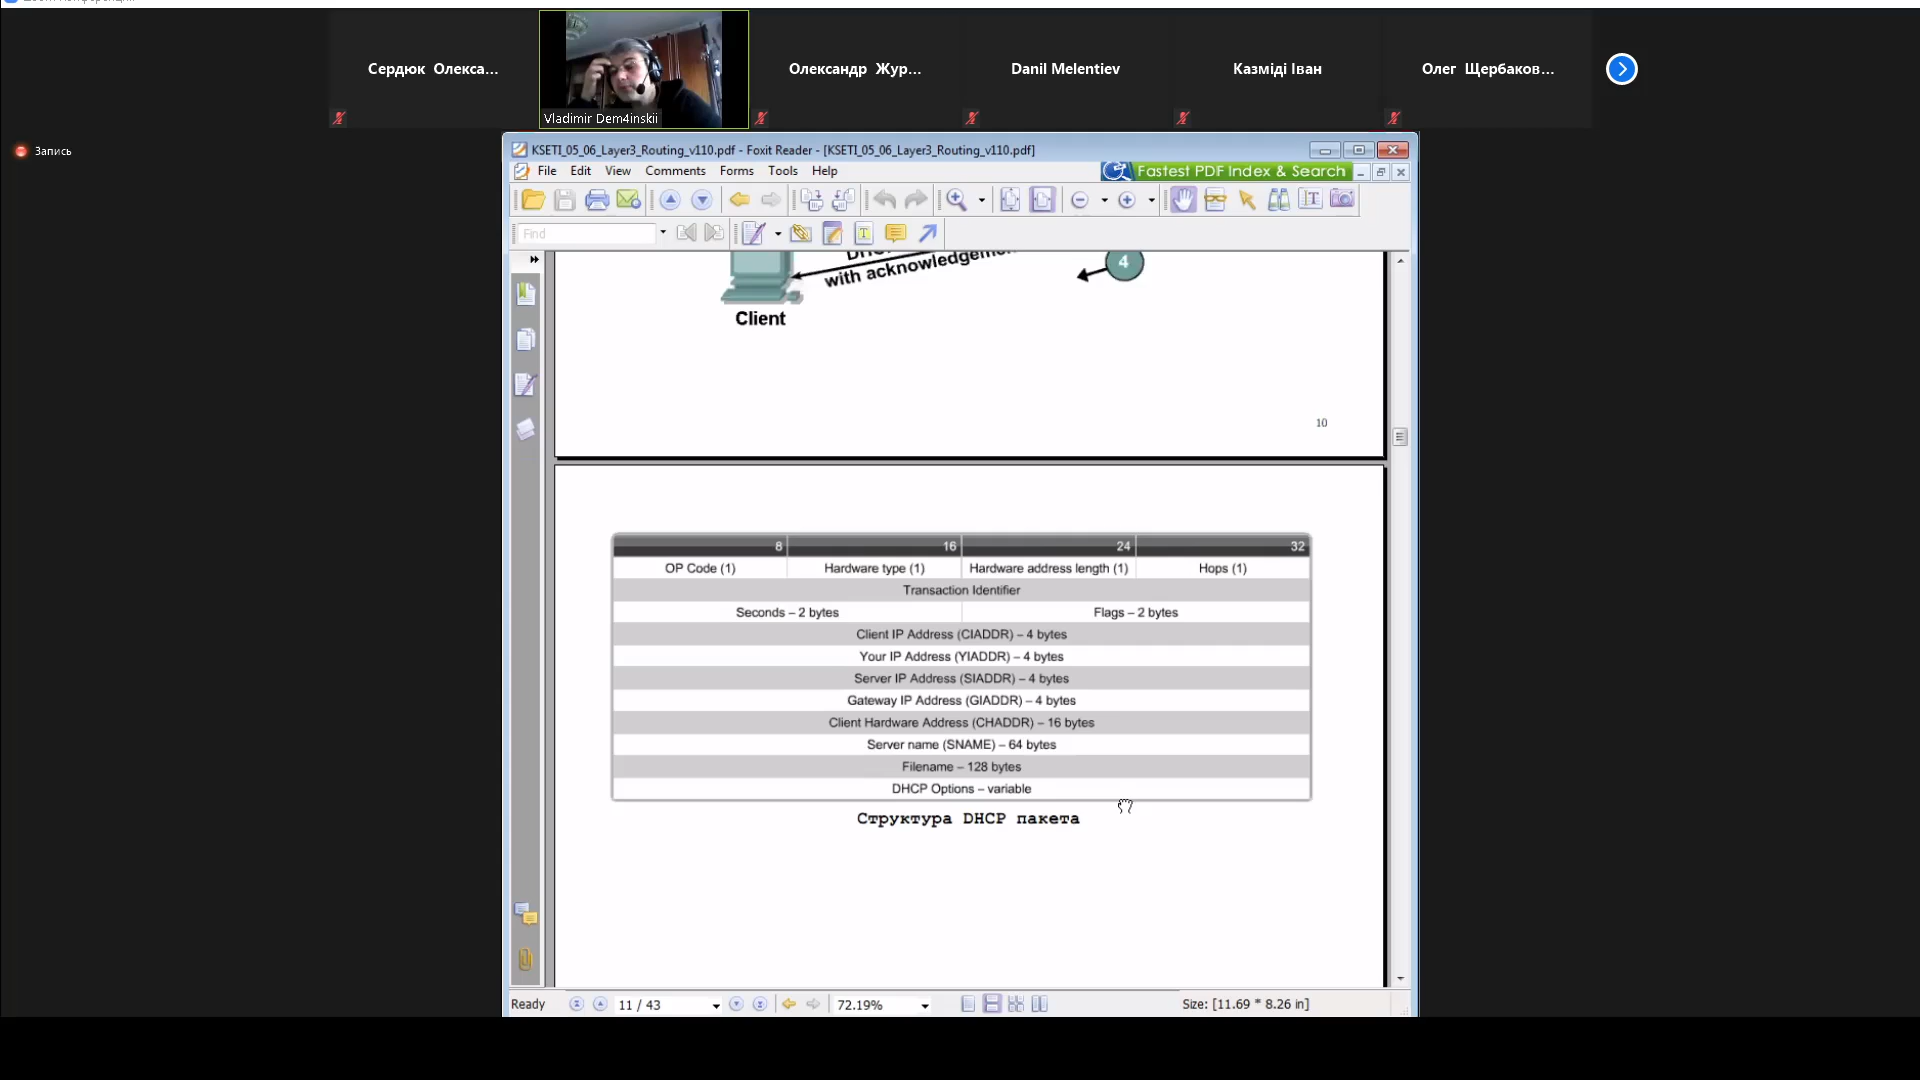 Сердюк Олекса...
Vladimir Dem4inskii
Олександр Жур...
Danil Melentiev
Казміді Іван
Олег Щербаков...
Запись
KSETI_05_06_Layer3_Routing_v110.pdf - Foxit Reader - [KSETI_05_06_Layer3_Routing_v110.pdf]
File Edit View Comments Forms Tools Help
Fastest PDF Index & Search
Find
with acknowledgeme
4
Client
10
8 16 24 32
OP Code (1) Hardware type (1) Hardware address length (1) Hops (1)
Transaction Identifier
Seconds – 2 bytes Flags – 2 bytes
Client IP Address (CIADDR) – 4 bytes
Your IP Address (YIADDR) – 4 bytes
Server IP Address (SIADDR) – 4 bytes
Gateway IP Address (GIADDR) – 4 bytes
Client Hardware Address (CHADDR) – 16 bytes
Server name (SNAME) – 64 bytes
Filename – 128 bytes
DHCP Options – variable
Структура DHCP пакета
Ready 11 / 43 72.19% Size: [11.69 * 8.26 in]